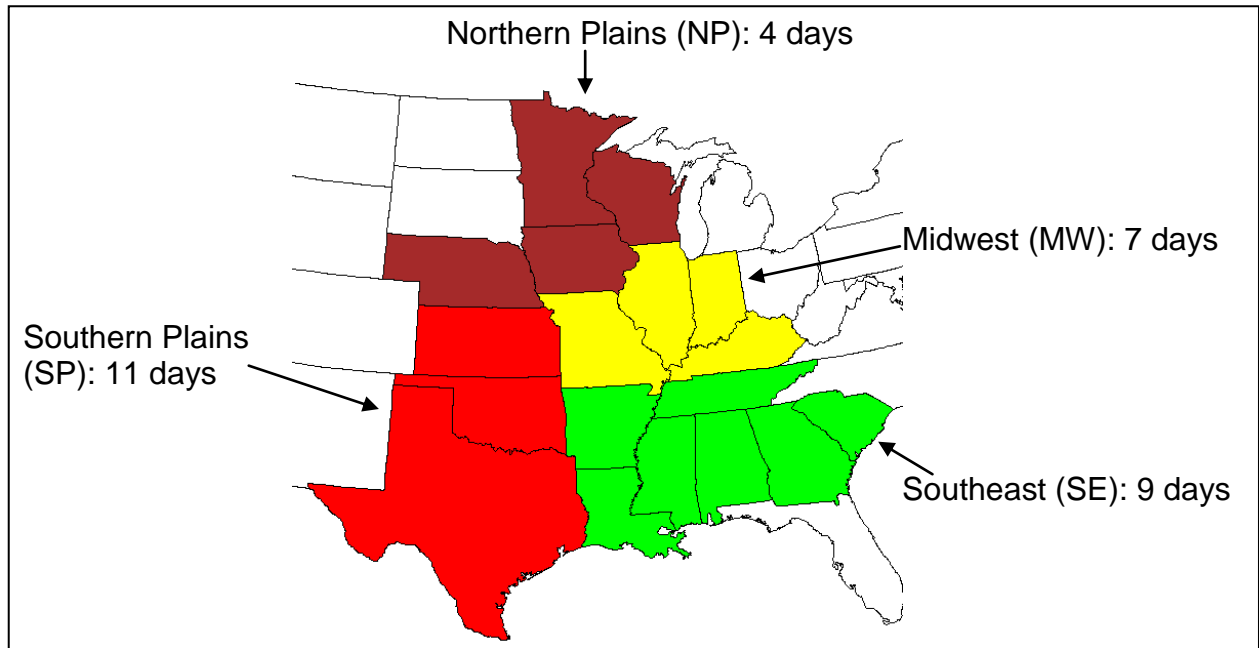 Northern Plains (NP): 4 days
Midwest (MW): 7 days
Southern Plains
(SP): 11 days
Southeast (SE): 9 days